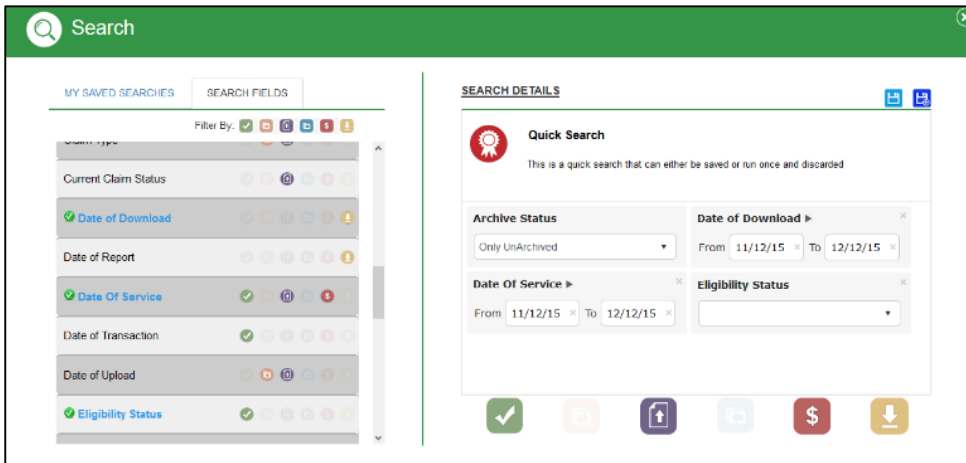 Search
MY SAVED SEARCHES
SEARCH FIELDS
Filter By:
Claim Type
Current Claim Status
Date of Download
Date of Report
Date Of Service
Date of Transaction
Date of Upload
Eligibility Status
SEARCH DETAILS
Quick Search
This is a quick search that can either be saved or run once and discarded
Archive Status
Only UnArchived
Date of Download
From 11/12/15 × To 12/12/15 ×
Date Of Service
From 11/12/15 × To 12/12/15 ×
Eligibility Status
$